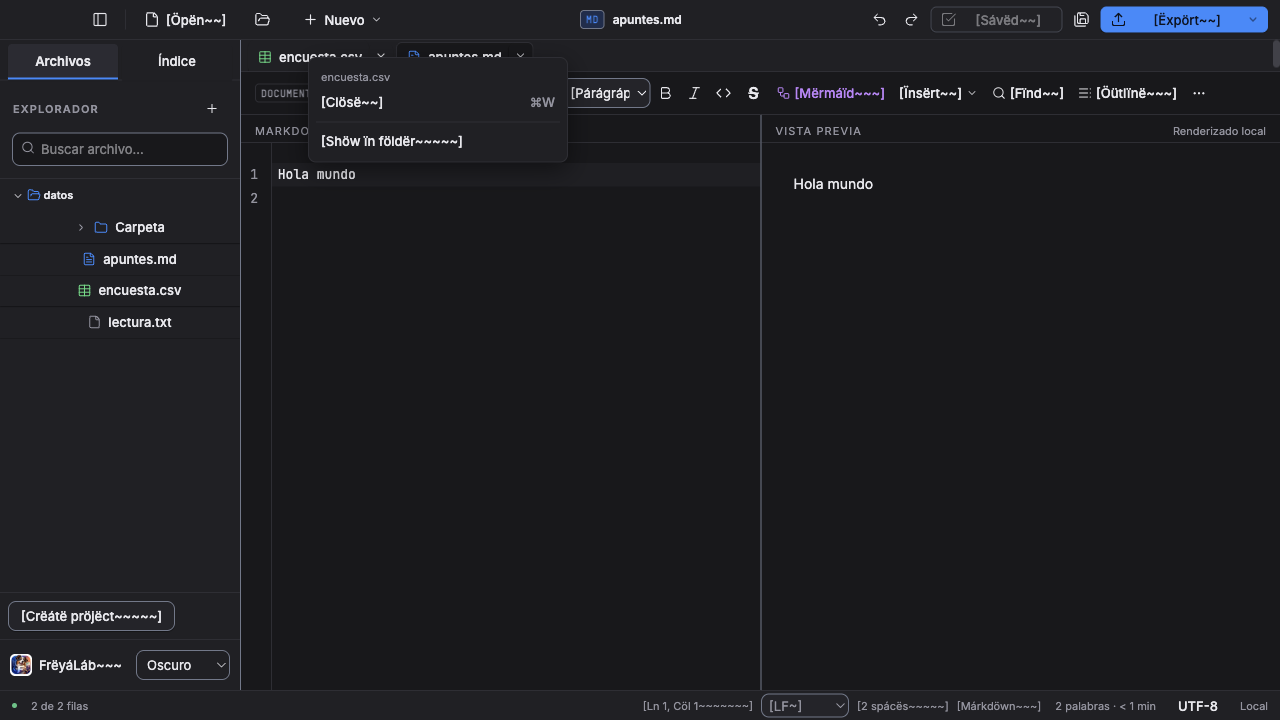 [Öpën~~]
Nuevo
MD apuntes.md
[Sávëd~~]
[Ëxpört~~]
Archivos
Índice
encuesta.csv
apuntes.md
EXPLORADOR
Buscar archivo...
datos
Carpeta
apuntes.md
encuesta.csv
lectura.txt
encuesta.csv
[Clösë~~] ⌘W
[Shöw ïn földër~~~~~]
[Párágráp
B I S
[Mërmáïd~~~]
[Ïnsërt~~]
[Fïnd~~]
[Öütlïnë~~~]
VISTA PREVIA
Renderizado local
1 Hola mundo
2
Hola mundo
[Crëátë pröjëct~~~~~]
FrëyáLáb~~~
Oscuro
2 de 2 filas
[Ln 1, Cöl 1~~~~~~~]
[LF~]
[2 spácës~~~~~]
[Márkdöwn~~~]
2 palabras · < 1 min
UTF-8
Local